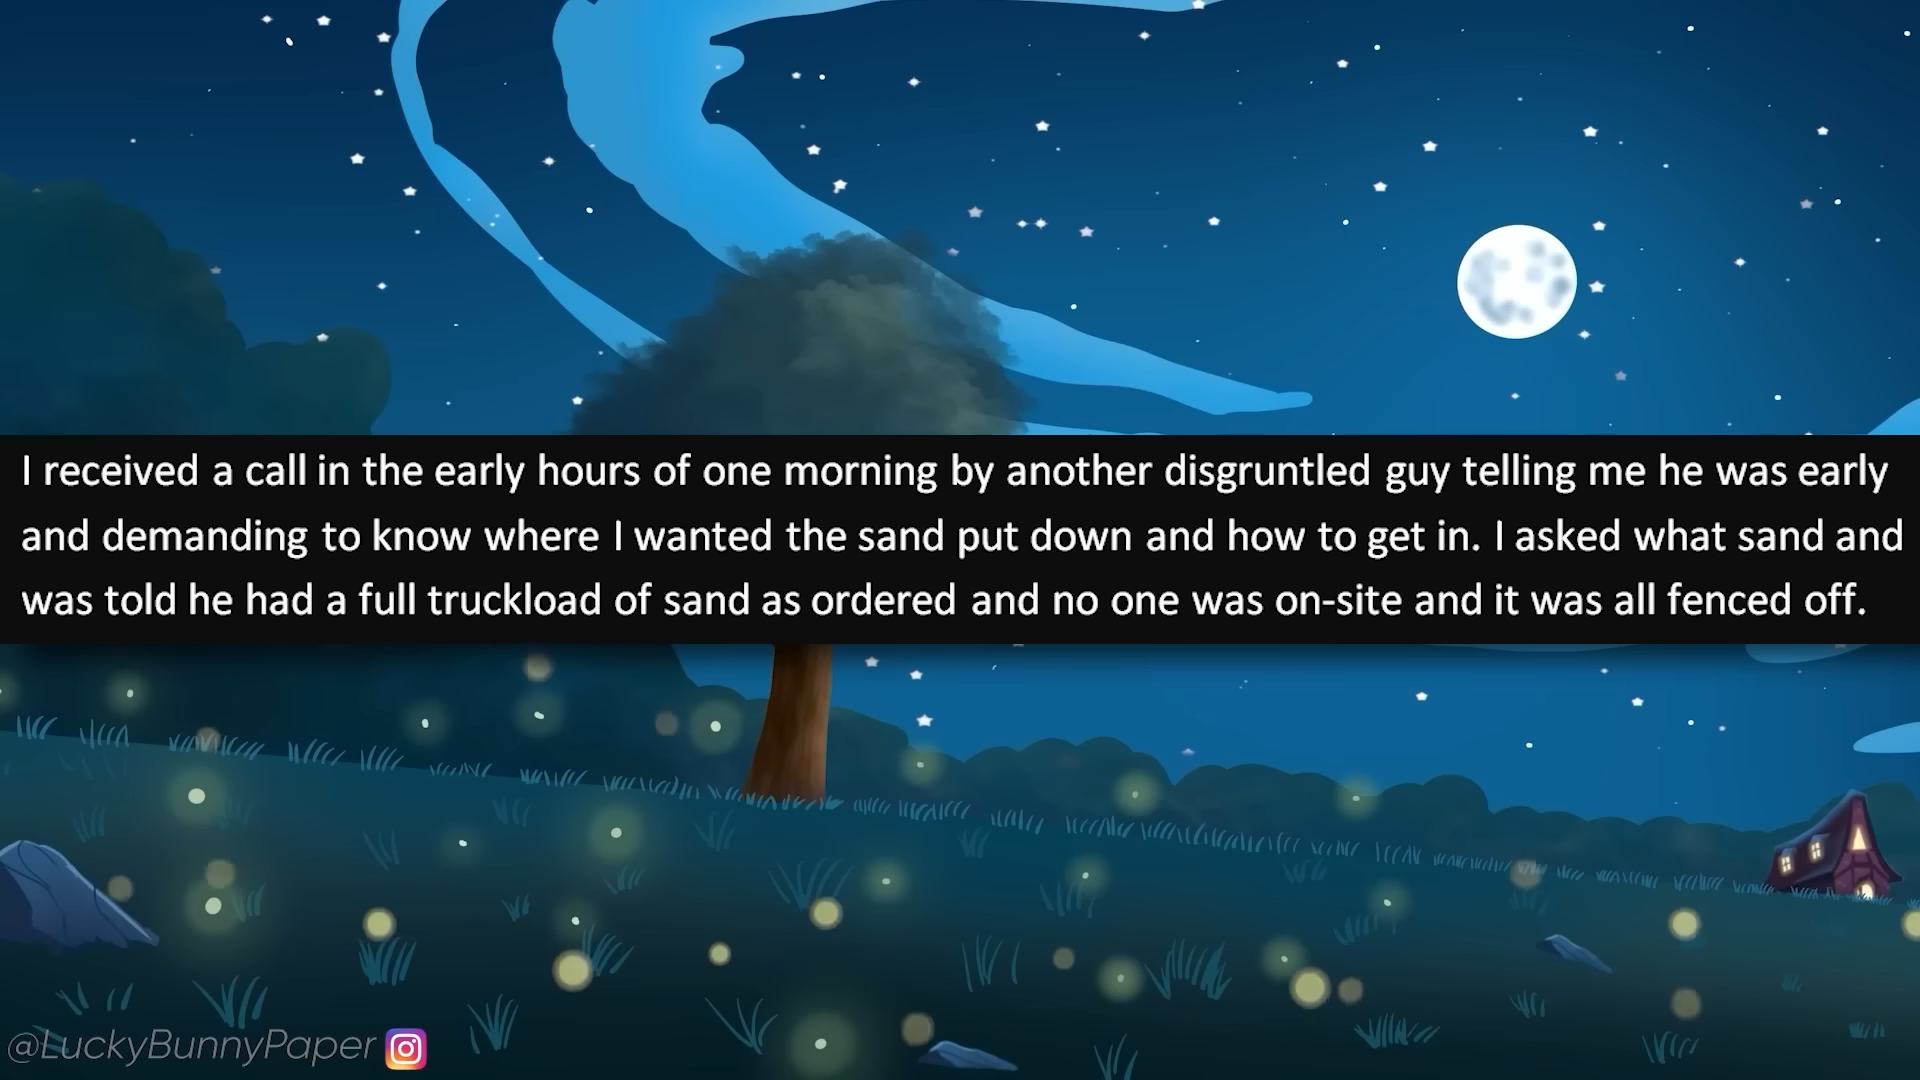 I received a call in the early hours of one morning by another disgruntled guy telling me he was early
and demanding to know where I wanted the sand put down and how to get in. I asked what sand and
was told he had a full truckload of sand as ordered and no one was on-site and it was all fenced off.
@LuckyBunnyPaper